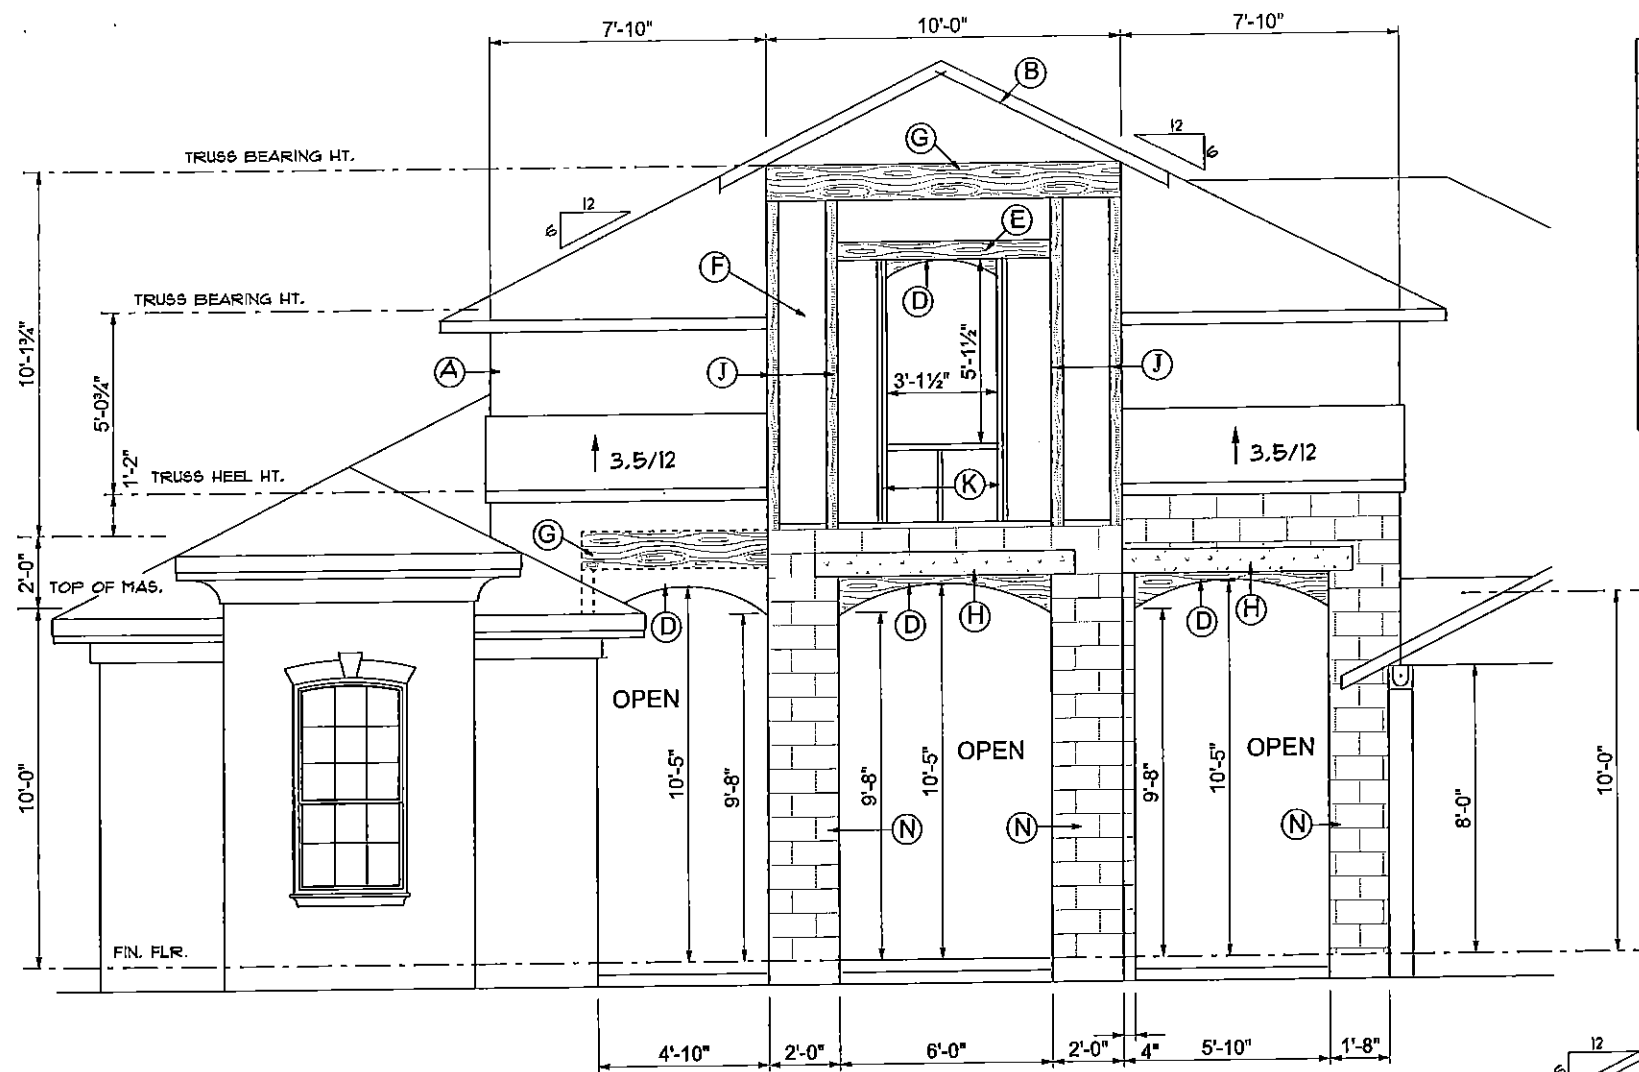 7'-10" 10'-0" 7'-10"
B
12
6
G
TRUSS BEARING HT.
12
6
E
F
D
TRUSS BEARING HT.
10'-1¾"
5'-0¾"
A
J
3'-1½"
5'-1½"
J
1'-2"
3.5/12
3.5/12
TRUSS HEEL HT.
K
G
2'-0"
TOP OF MAS.
D
D
H
D
H
OPEN
OPEN
OPEN
10'-0"
10'-5"
9'-8"
9'-8"
10'-5"
9'-8"
10'-5"
8'-0"
10'-0"
N
N
N
FIN. FLR.
4'-10" 2'-0" 6'-0" 2'-0" 4" 5'-10" 1'-8"
12
6